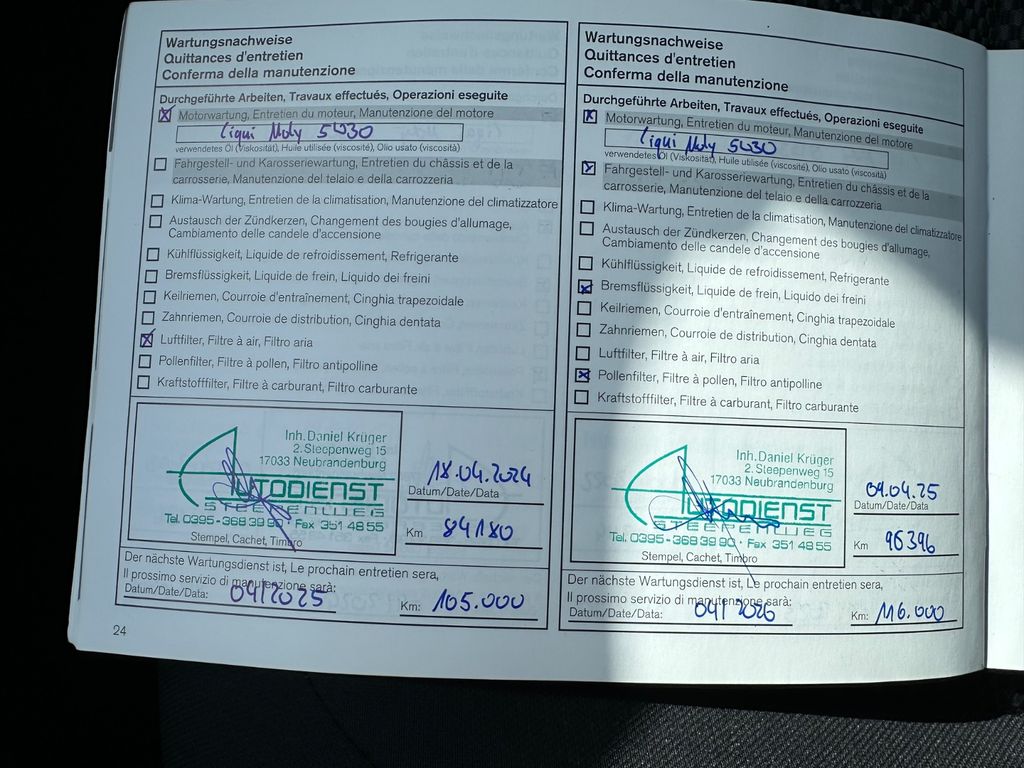 Wartungsnachweise
Quittances d'entretien
Conferma della manutenzione
Durchgeführte Arbeiten, Travaux effectués, Operazioni eseguite
Motorwartung, Entretien du moteur, Manutenzione del motore
Liqui Moly 5W30
verwendetes Öl (Viskosität), Huile utilisée (viscosité), Olio usato (viscosità)
Fahrgestell- und Karosseriewartung, Entretien du châssis et de la
carrosserie, Manutenzione del telaio e della carrozzeria
Klima-Wartung, Entretien de la climatisation, Manutenzione del climatizzatore
Austausch der Zündkerzen, Changement des bougies d'allumage,
Cambiamento delle candele d'accensione
Kühlflüssigkeit, Liquide de refroidissement, Refrigerante
Bremsflüssigkeit, Liquide de frein, Liquido dei freini
Keilriemen, Courroie d'entraînement, Cinghia trapezoidale
Zahnriemen, Courroie de distribution, Cinghia dentata
Luftfilter, Filtre à air, Filtro aria
Pollenfilter, Filtre à pollen, Filtro antipolline
Kraftstofffilter, Filtre à carburant, Filtro carburante
Inh. Daniel Krüger
2. Steepenweg 15
17033 Neubrandenburg
AUTODIENST
STEEPENWEG
Tel. 0395-368 39 90 · Fax 351 48 55
Stempel, Cachet, Timbro
18.04.2024
Datum/Date/Data
Km 84180
Der nächste Wartungsdienst ist, Le prochain entretien sera,
Il prossimo servizio di manutenzione sarà:
Datum/Date/Data: 04/2025 Km: 105.000
24
Wartungsnachweise
Quittances d'entretien
Conferma della manutenzione
Durchgeführte Arbeiten, Travaux effectués, Operazioni eseguite
Motorwartung, Entretien du moteur, Manutenzione del motore
Liqui Moly 5W30
verwendetes Öl (Viskosität), Huile utilisée (viscosité), Olio usato (viscosità)
Fahrgestell- und Karosseriewartung, Entretien du châssis et de la
carrosserie, Manutenzione del telaio e della carrozzeria
Klima-Wartung, Entretien de la climatisation, Manutenzione del climatizzatore
Austausch der Zündkerzen, Changement des bougies d'allumage,
Cambiamento delle candele d'accensione
Kühlflüssigkeit, Liquide de refroidissement, Refrigerante
Bremsflüssigkeit, Liquide de frein, Liquido dei freini
Keilriemen, Courroie d'entraînement, Cinghia trapezoidale
Zahnriemen, Courroie de distribution, Cinghia dentata
Luftfilter, Filtre à air, Filtro aria
Pollenfilter, Filtre à pollen, Filtro antipolline
Kraftstofffilter, Filtre à carburant, Filtro carburante
Inh. Daniel Krüger
2. Steepenweg 15
17033 Neubrandenburg
AUTODIENST
STEEPENWEG
Tel. 0395-368 39 90 · Fax 351 48 55
Stempel, Cachet, Timbro
09.04.25
Datum/Date/Data
Km 96396
Der nächste Wartungsdienst ist, Le prochain entretien sera,
Il prossimo servizio di manutenzione sarà:
Datum/Date/Data: 04/2026 Km: 116.000